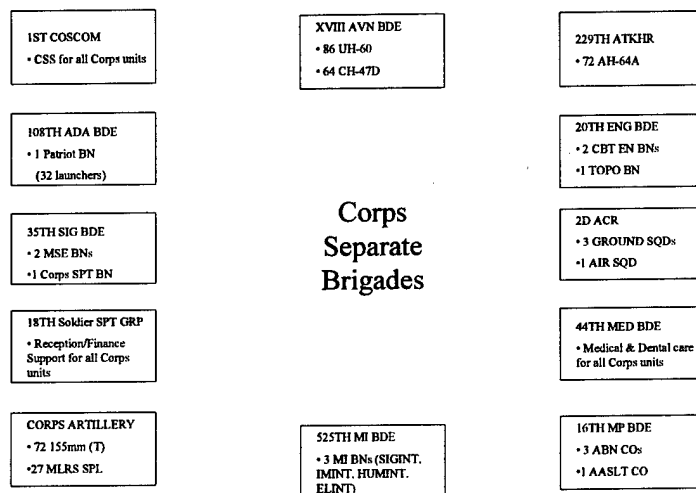 1ST COSCOM
• CSS for all Corps units
108TH ADA BDE
• 1 Patriot BN
(32 launchers)
35TH SIG BDE
• 2 MSE BNs
•1 Corps SPT BN
18TH Soldier SPT GRP
• Reception/Finance
Support for all Corps
units
CORPS ARTILLERY
• 72 155mm (T)
•27 MLRS SPL
XVIII AVN BDE
• 86 UH-60
• 64 CH-47D
Corps
Separate
Brigades
525TH MI BDE
• 3 MI BNs (SIGINT,
IMINT, HUMINT,
ELINT)
229TH ATKHR
• 72 AH-64A
20TH ENG BDE
• 2 CBT EN BNs
•1 TOPO BN
2D ACR
• 3 GROUND SQDs
•1 AIR SQD
44TH MED BDE
• Medical & Dental care
for all Corps units
16TH MP BDE
• 3 ABN COs
•1 AASLT CO